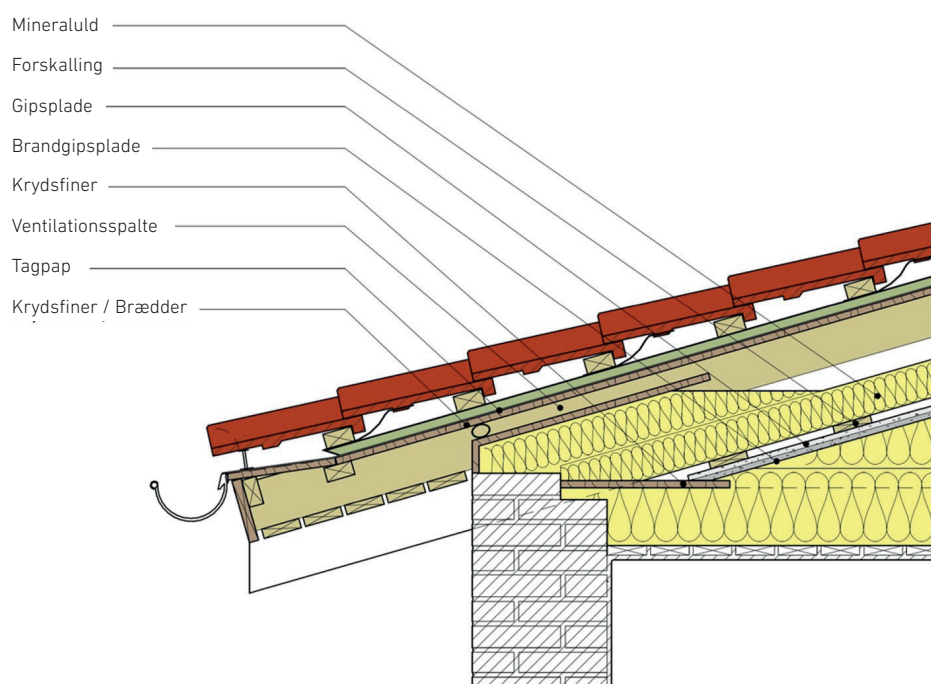 Mineraluld
Forskalling
Gipsplade
Brandgipsplade
Krydsfiner
Ventilationsspalte
Tagpap
Krydsfiner / Brædder